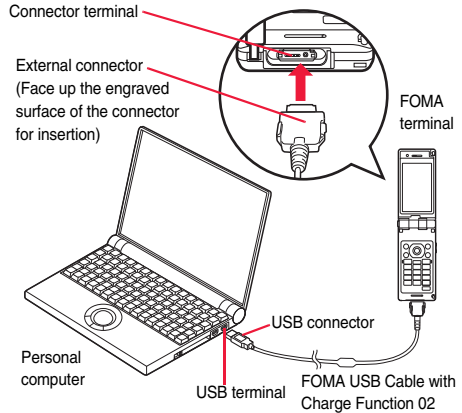 Connector terminal
External connector
(Face up the engraved
surface of the connector
for insertion)
FOMA
terminal
USB connector
Personal
computer
USB terminal
FOMA USB Cable with
Charge Function 02